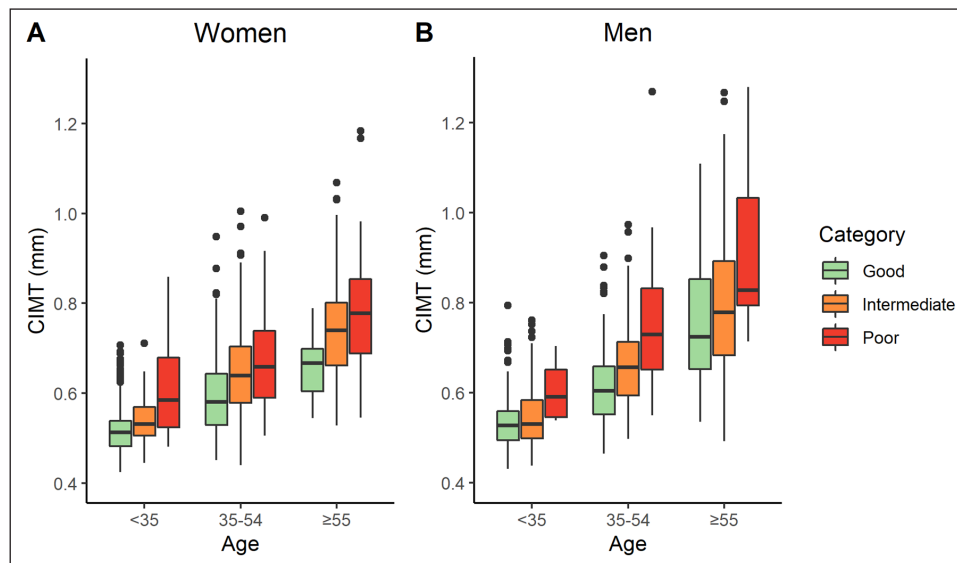 A Women
CIMT (mm)
1.2
1.0
0.8
0.6
0.4
<35 35-54 ≥55
Age
B Men
CIMT (mm)
1.2
1.0
0.8
0.6
0.4
<35 35-54 ≥55
Age
Category
Good
Intermediate
Poor